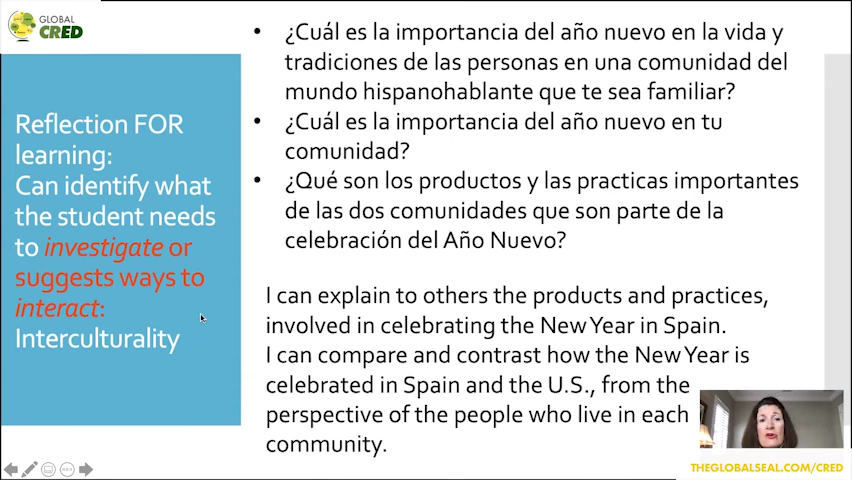 GLOBAL
CRED
Reflection FOR
learning:
Can identify what
the student needs
to investigate or
suggests ways to
interact:
Interculturality
• ¿Cuál es la importancia del año nuevo en la vida y
tradiciones de las personas en una comunidad del
mundo hispanohablante que te sea familiar?
• ¿Cuál es la importancia del año nuevo en tu
comunidad?
• ¿Qué son los productos y las practicas importantes
de las dos comunidades que son parte de la
celebración del Año Nuevo?
I can explain to others the products and practices,
involved in celebrating the New Year in Spain.
I can compare and contrast how the New Year is
celebrated in Spain and the U.S., from the
perspective of the people who live in each
community.
THEGLOBALSEAL.COM/CRED